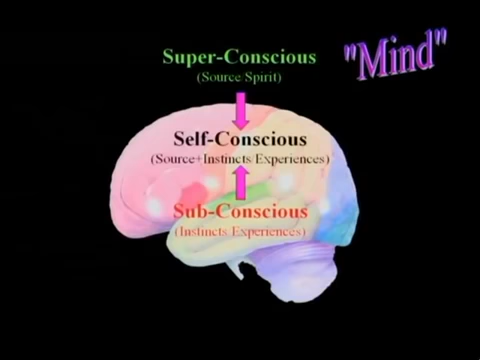 Super-Conscious
(Source Spirit)
"Mind"
Self-Conscious
(Source+Instincts/Experiences)
Sub-Conscious
(Instincts Experiences)